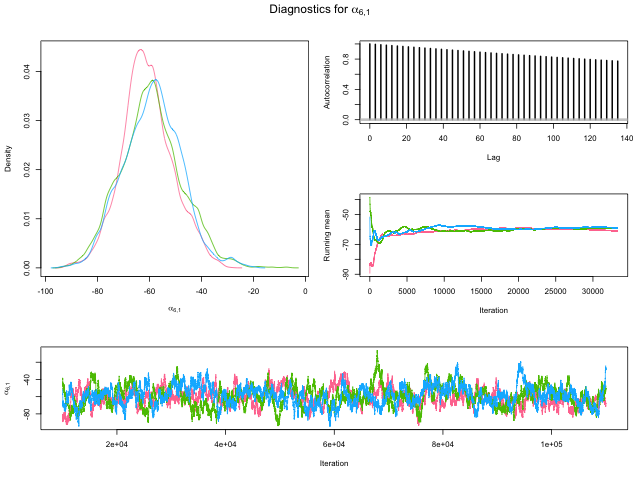 Diagnostics for α6,1
Density
0.00 0.01 0.02 0.03 0.04
-100 -80 -60 -40 -20 0
α6,1
Autocorrelation
0.0 0.4 0.8
0 20 40 60 80 100 120 140
Lag
Running mean
-90 -70 -50
0 5000 10000 15000 20000 25000 30000
Iteration
α6,1
-80 -40
2e+04 4e+04 6e+04 8e+04 1e+05
Iteration